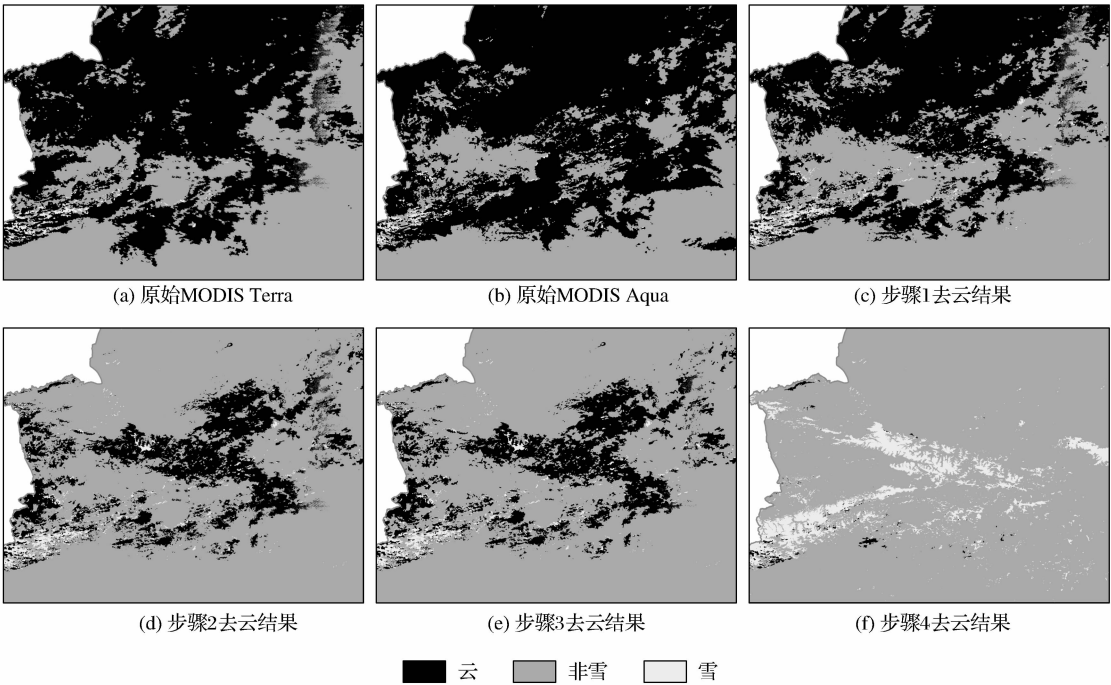 (a) 原始MODIS Terra
(b) 原始MODIS Aqua
(c) 步骤1去云结果
(d) 步骤2去云结果
(e) 步骤3去云结果
(f) 步骤4去云结果
云
非雪
雪